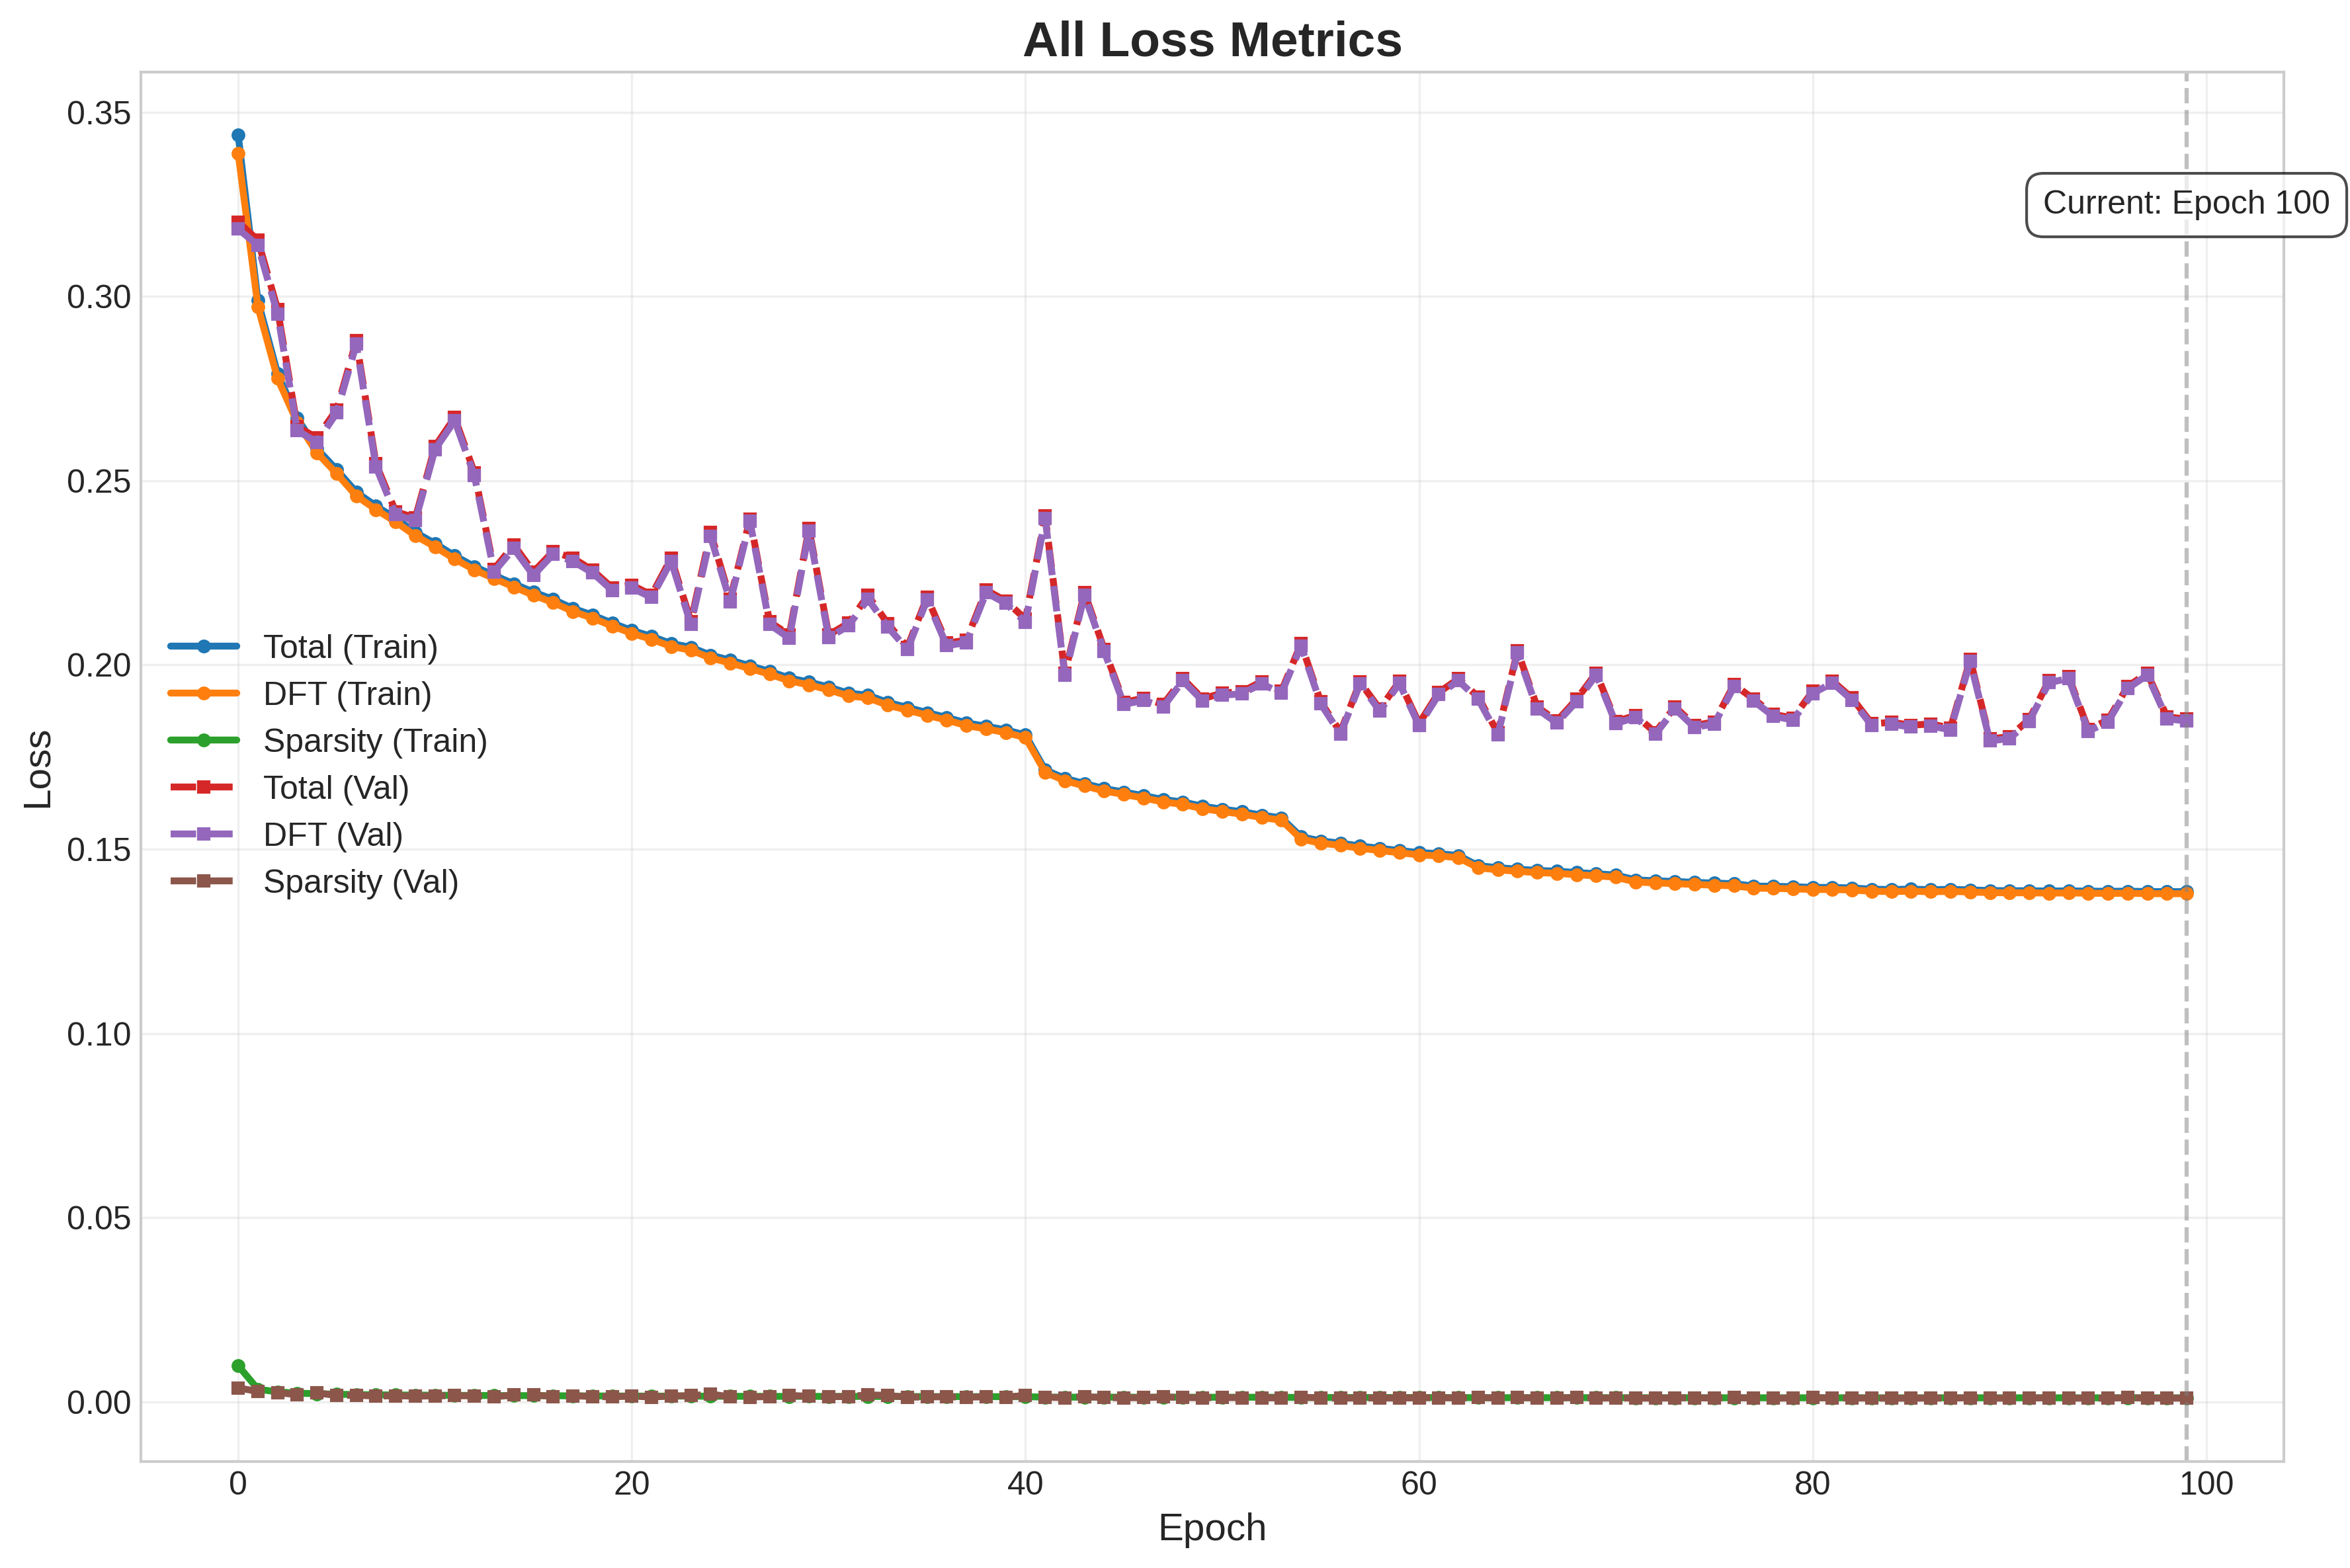 All Loss Metrics
0.35
0.30
0.25
0.20
0.15
0.10
0.05
0.00
Loss
Current: Epoch 100
Total (Train)
DFT (Train)
Sparsity (Train)
Total (Val)
DFT (Val)
Sparsity (Val)
0 20 40 60 80 100
Epoch